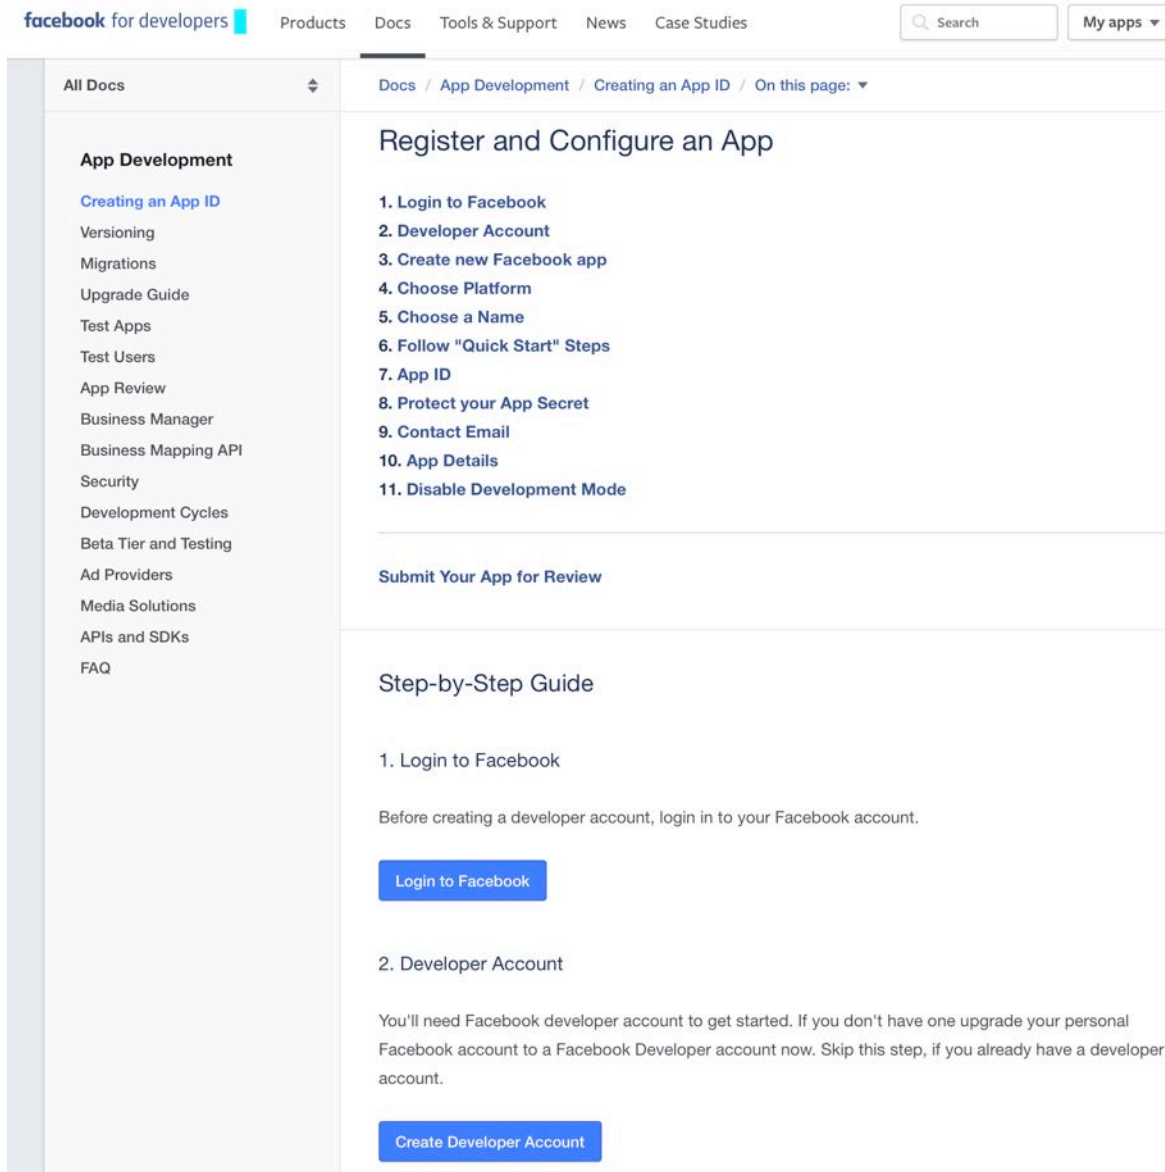 facebook for developers
Products Docs Tools & Support News Case Studies
Search
My apps
All Docs
Docs / App Development / Creating an App ID / On this page:
App Development
Creating an App ID
Versioning
Migrations
Upgrade Guide
Test Apps
Test Users
App Review
Business Manager
Business Mapping API
Security
Development Cycles
Beta Tier and Testing
Ad Providers
Media Solutions
APIs and SDKs
FAQ
Register and Configure an App
1. Login to Facebook
2. Developer Account
3. Create new Facebook app
4. Choose Platform
5. Choose a Name
6. Follow "Quick Start" Steps
7. App ID
8. Protect your App Secret
9. Contact Email
10. App Details
11. Disable Development Mode
Submit Your App for Review
Step-by-Step Guide
1. Login to Facebook
Before creating a developer account, login in to your Facebook account.
Login to Facebook
2. Developer Account
You'll need Facebook developer account to get started. If you don't have one upgrade your personal
Facebook account to a Facebook Developer account now. Skip this step, if you already have a developer
account.
Create Developer Account